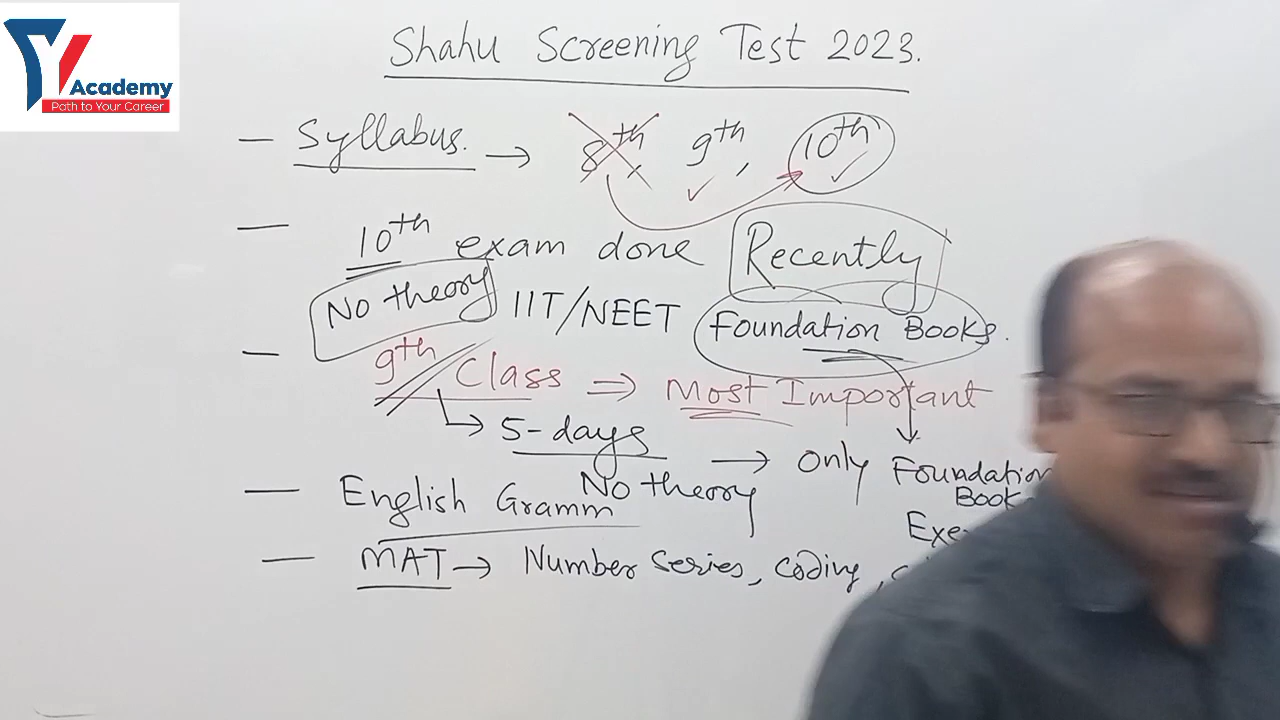 Y Academy
Path to Your Career
Shahu Screening Test 2023.
— Syllabus. → 8th 9th, 10th
— 10th exam done Recently
No theory IIT/NEET Foundation Books.
— 9th Class ⇒ Most Important
↳ 5-days → Only Foundation
No theory Book
— English Gramm Exe
— MAT → Number series, coding,